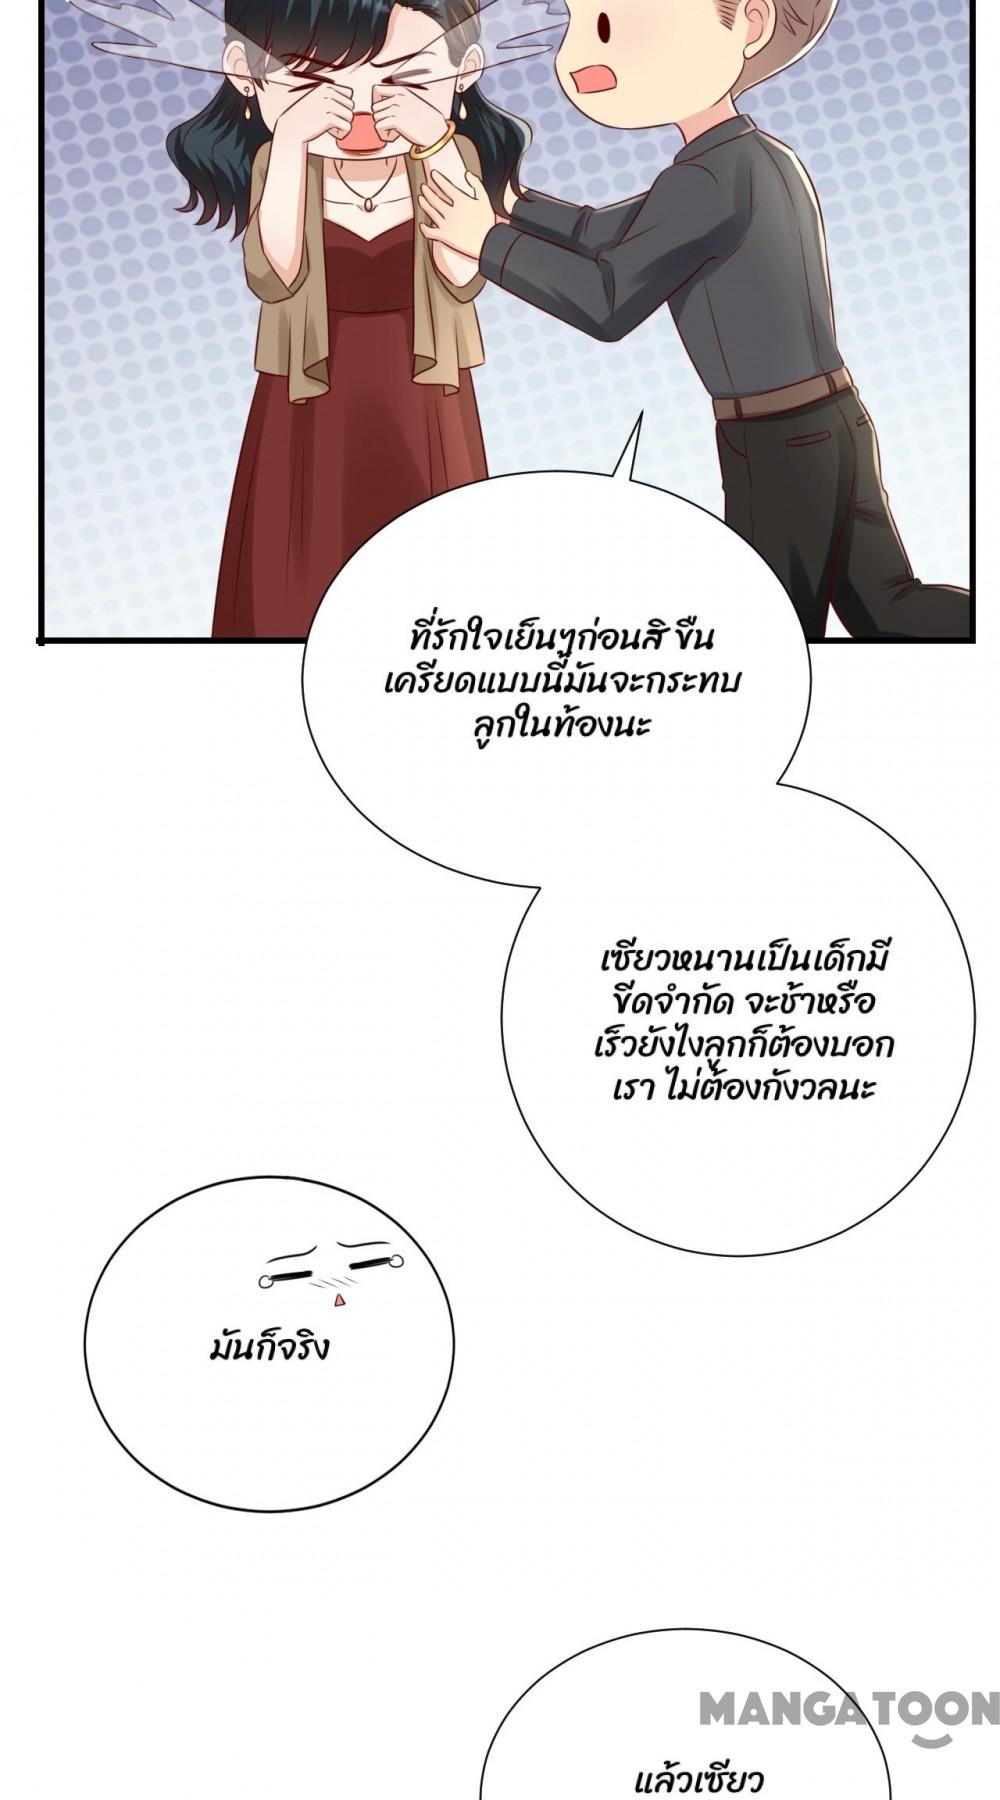 ที่รักใจเย็นๆก่อนสิ ขืน
เครียดแบบนี้มันจะกระทบ
ลูกในท้องนะ
เซียวหนานเป็นเด็กมี
ขีดจำกัด จะช้าหรือ
เร็วยังไงลูกก็ต้องบอก
เรา ไม่ต้องกังวลนะ
มันก็จริง
MANGATOON
แล้วเซียว